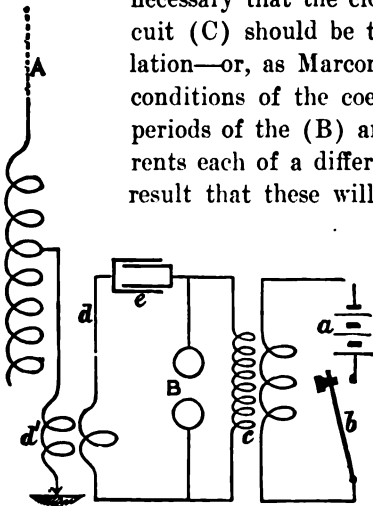 necessary that the clo
cuit (C) should be t
lation—or, as Marcon
conditions of the coe
periods of the (B) an
rents each of a differ
result that these will
A
d
e
B
c
a
b
d'